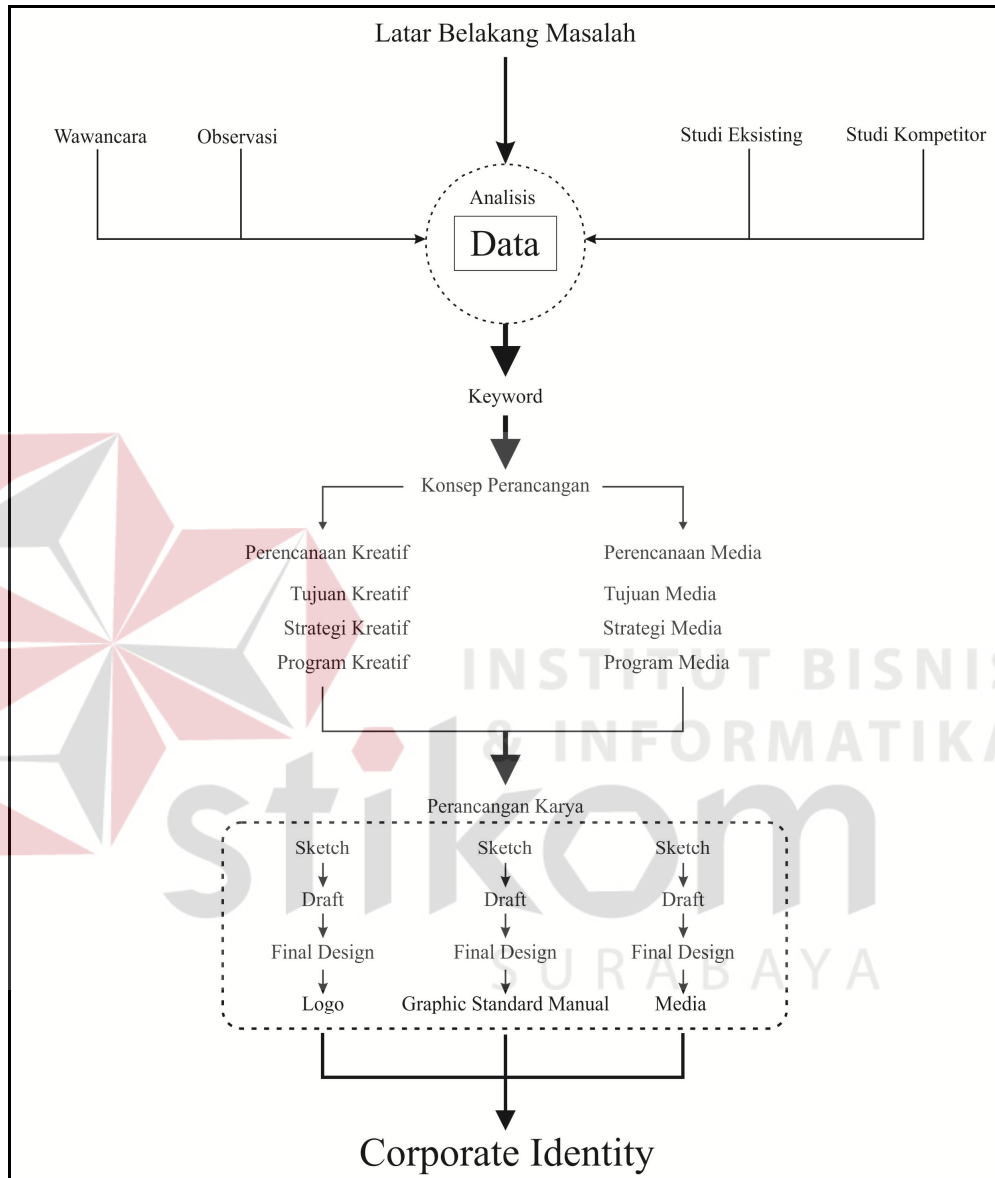 Latar Belakang Masalah
Wawancara
Observasi
Studi Eksisting
Studi Kompetitor
Analisis
Data
Keyword
Konsep Perancangan
Perencanaan Kreatif
Tujuan Kreatif
Strategi Kreatif
Program Kreatif
Perencanaan Media
Tujuan Media
Strategi Media
Program Media
INSTITUT BISNIS
& INFORMATIKA
stikom
SURABAYA
Perancangan Karya
Sketch
Draft
Final Design
Logo
Sketch
Draft
Final Design
Graphic Standard Manual
Sketch
Draft
Final Design
Media
Corporate Identity